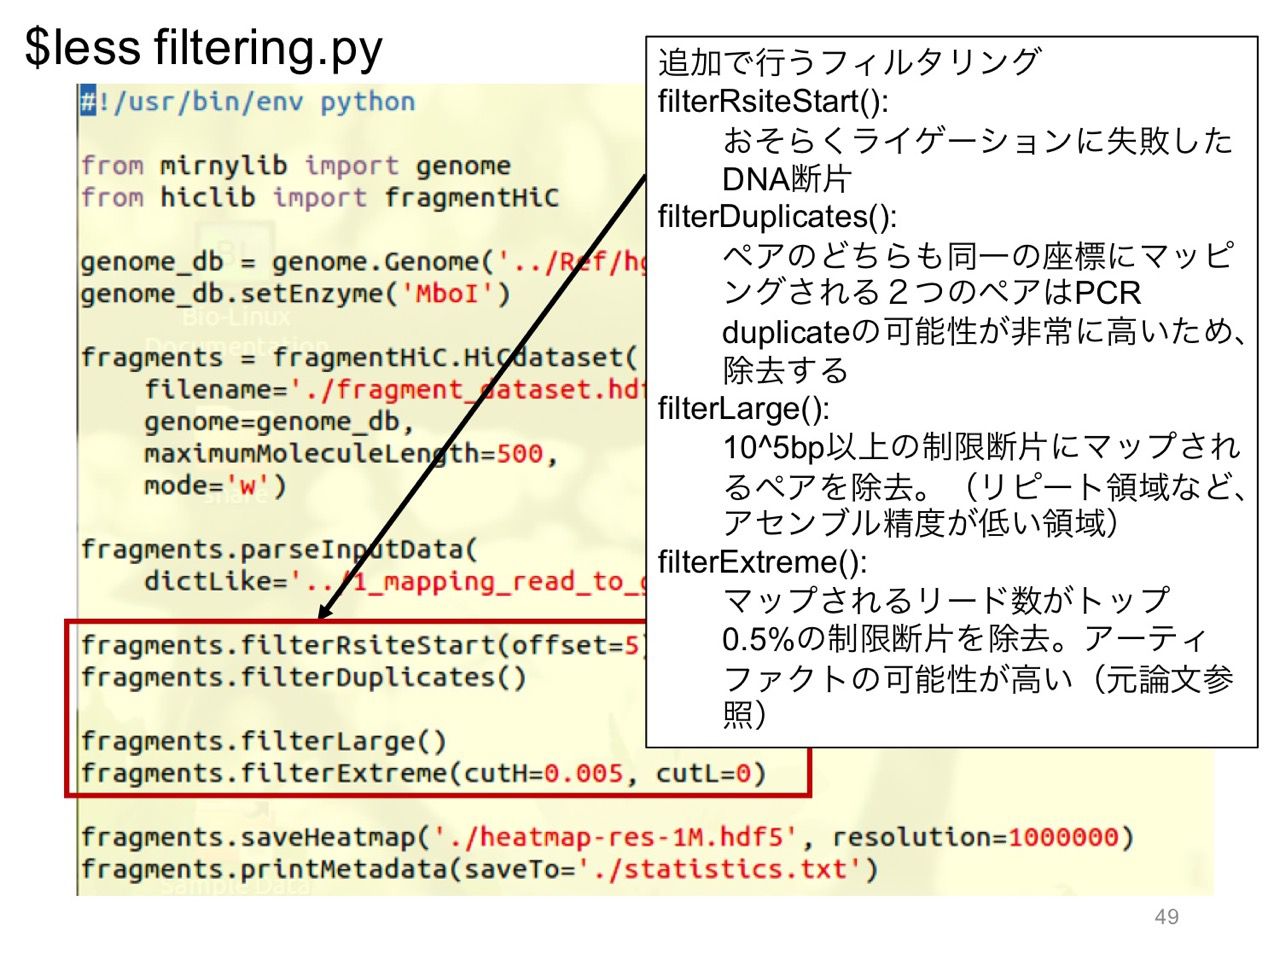 $less filtering.py
#!/usr/bin/env python
from mirnylib import genome
from hiclib import fragmentHiC
genome_db = genome.Genome('../Ref/hg
genome_db.setEnzyme('MboI')
fragments = fragmentHiC.HiCdataset(
filename='./fragment_dataset.hdf
genome=genome_db,
maximumMoleculeLength=500,
mode='w')
fragments.parseInputData(
dictLike='../1_mapping_read_to_g
fragments.filterRsiteStart(offset=5)
fragments.filterDuplicates()
fragments.filterLarge()
fragments.filterExtreme(cutH=0.005, cutL=0)
fragments.saveHeatmap('./heatmap-res-1M.hdf5', resolution=1000000)
fragments.printMetadata(saveTo='./statistics.txt')
追加で行うフィルタリング
filterRsiteStart():
おそらくライゲーションに失敗した
DNA断片
filterDuplicates():
ペアのどちらも同一の座標にマッピ
ングされる２つのペアはPCR
duplicateの可能性が非常に高いため、
除去する
filterLarge():
10^5bp以上の制限断片にマップされ
るペアを除去。（リピート領域など、
アセンブル精度が低い領域）
filterExtreme():
マップされるリード数がトップ
0.5%の制限断片を除去。アーティ
ファクトの可能性が高い（元論文参
照）
Bio-Linux
Documentation
Share
Sample Data
49